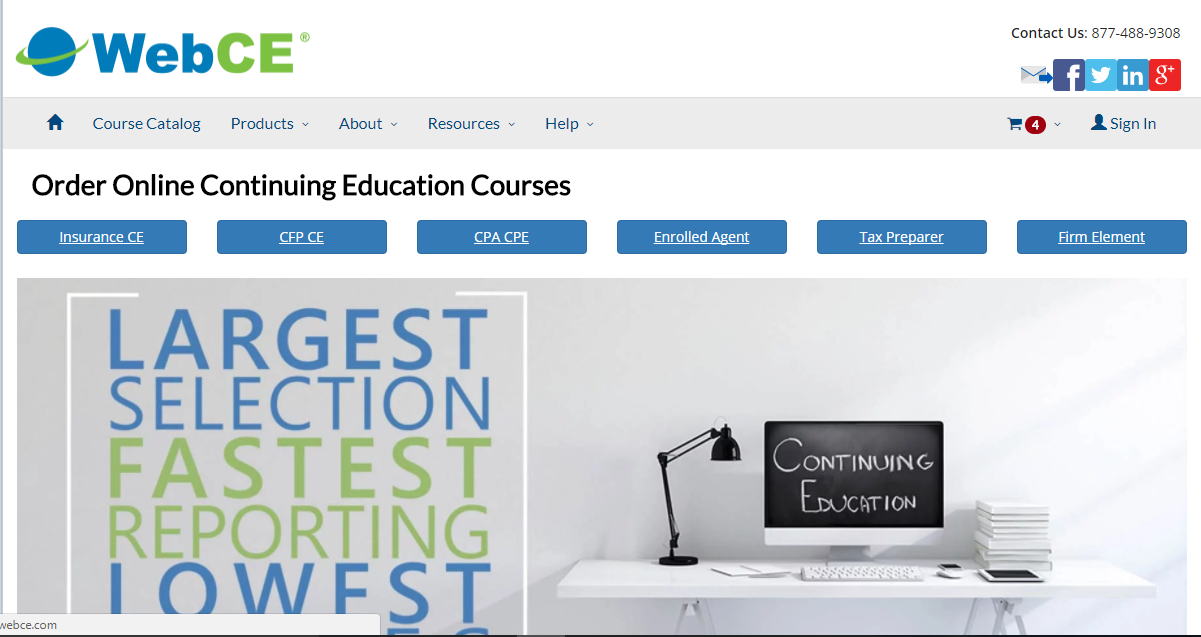 WebCE®
Contact Us: 877-488-9308
Course Catalog Products About Resources Help 4 Sign In
Order Online Continuing Education Courses
Insurance CE CFP CE CPA CPE Enrolled Agent Tax Preparer Firm Element
LARGEST
SELECTION
FASTEST
REPORTING
LOWEST
CONTINUING
EDUCATION
webce.com